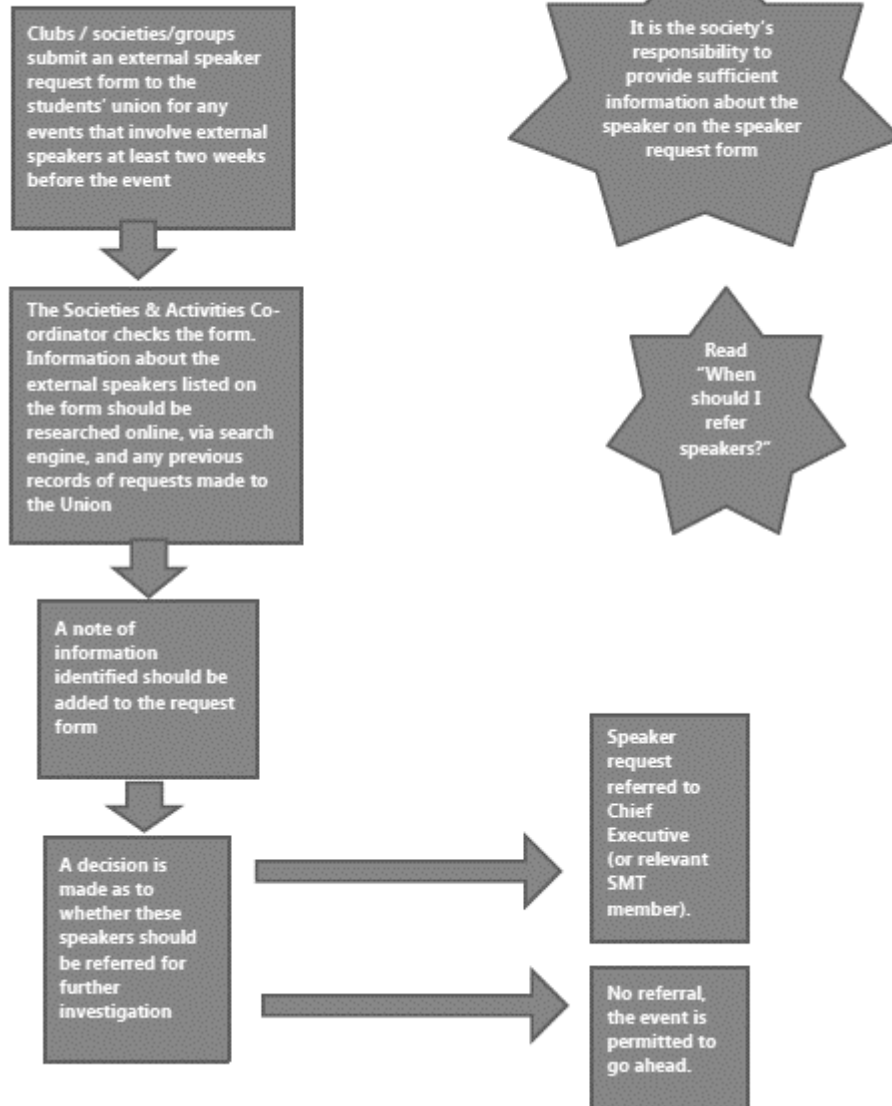 Clubs / societies/groups
submit an external speaker
request form to the
students' union for any
events that involve external
speakers at least two weeks
before the event
It is the society's
responsibility to
provide sufficient
information about the
speaker on the speaker
request form
The Societies & Activities Co-
ordinator checks the form.
Information about the
external speakers listed on
the form should be
researched online, via search
engine, and any previous
records of requests made to
the Union
Read
"When
should I
refer
speakers?"
A note of
information
identified should be
added to the request
form
Speaker
request
referred to
Chief
Executive
(or relevant
SMT
member).
A decision is
made as to
whether these
speakers should
be referred for
further
investigation
No referral,
the event is
permitted to
go ahead.